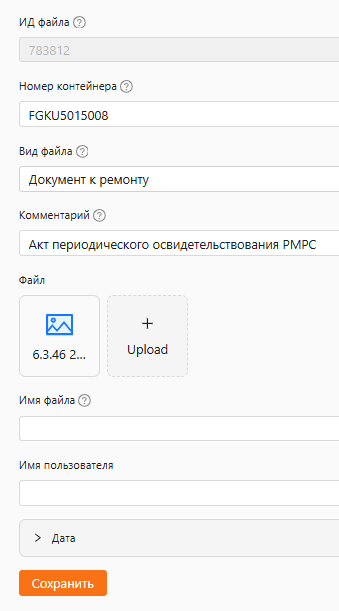 ИД файла
783812
Номер контейнера
FGKU5015008
Вид файла
Документ к ремонту
Комментарий
Акт периодического освидетельствования РМРС
Файл
6.3.46 2...
+
Upload
Имя файла
Имя пользователя
Дата
Сохранить